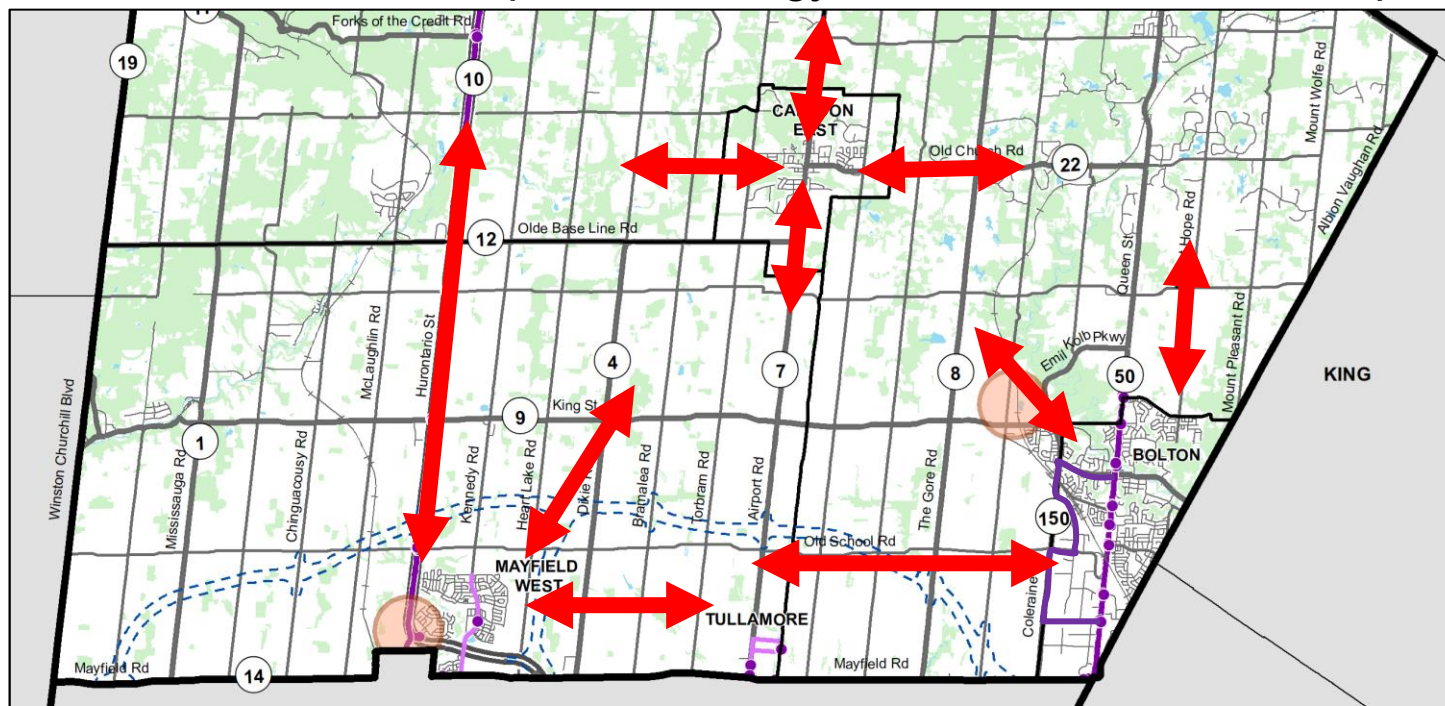 Forks of the Credit Rd
19
10
CA
ON
EAST
Old Church Rd
22
Mount Wolfe Rd
Albion Vaughan Rd
Hope Rd
Queen St
12
Olde Base Line Rd
McLaughlin Rd
Hurontario St
4
7
8
Emil Kolb Pkwy
50
Mount Pleasant Rd
KING
Winston Churchill Blvd
1
King St
9
Mississauga Rd
Chinguacousy Rd
Kennedy Rd
Heart Lake Rd
Dixie
Bramalea Rd
Torbram Rd
Airport Rd
The Gore Rd
BOLTON
150
Old School Rd
MAYFIELD
WEST
TULLAMORE
Coleraine
Mayfield Rd
14
Mayfield Rd